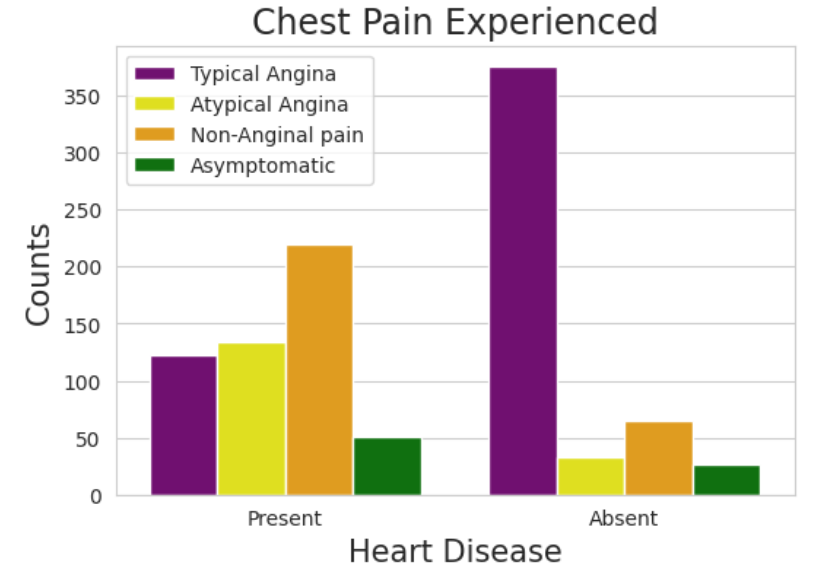 Chest Pain Experienced
Typical Angina
Atypical Angina
Non-Anginal pain
Asymptomatic
Counts
350
300
250
200
150
100
50
0
Present Absent
Heart Disease